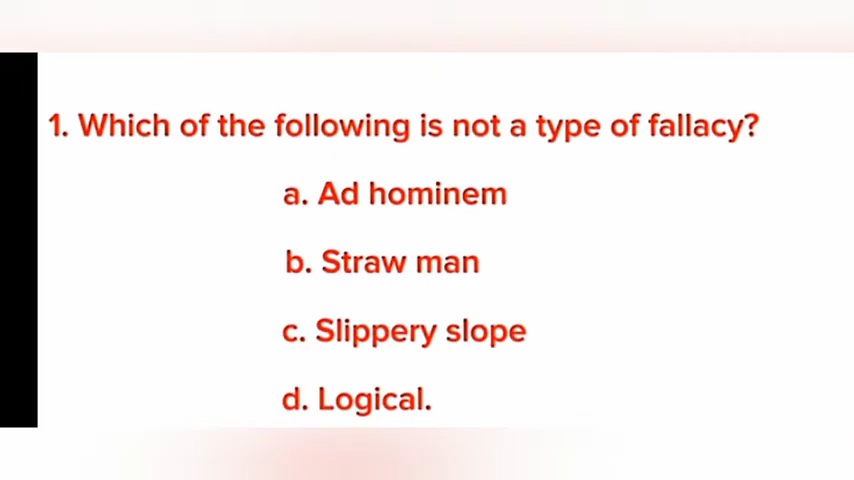 1. Which of the following is not a type of fallacy?
a. Ad hominem
b. Straw man
c. Slippery slope
d. Logical.